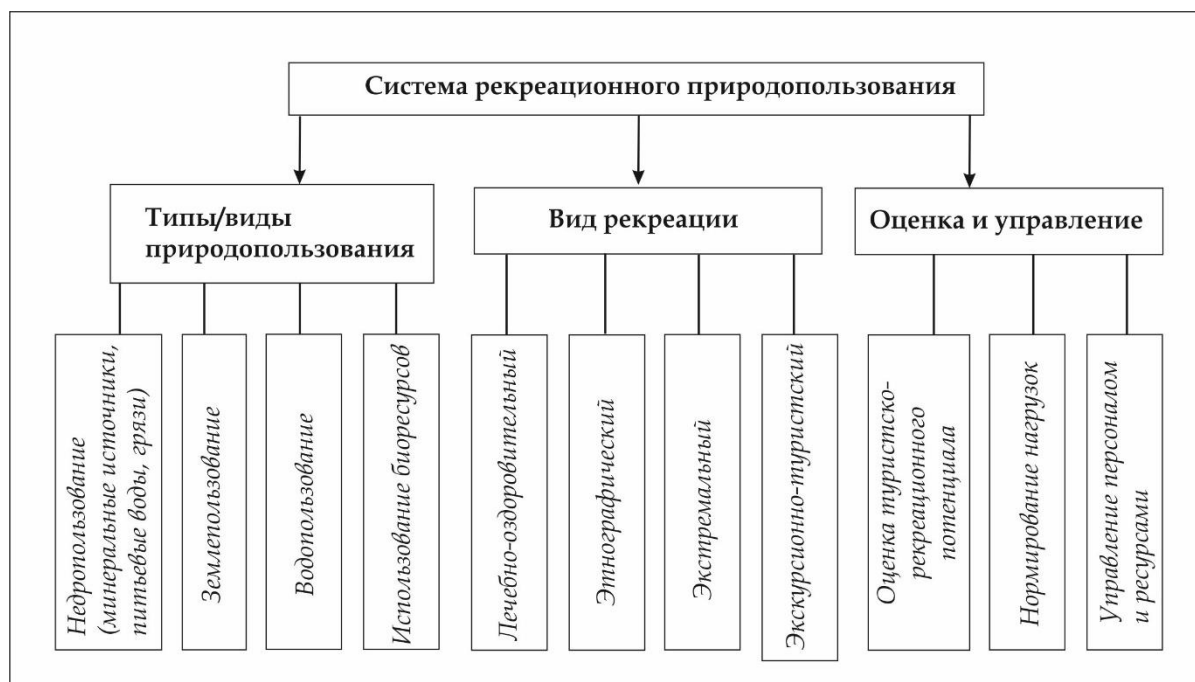 Система рекреационного природопользования
Типы/виды
природопользования
Вид рекреации
Оценка и управление
Недропользование
(минеральные источники,
питьевые воды, грязи)
Землепользование
Водопользование
Использование биоресурсов
Лечебно-оздоровительный
Этнографический
Экстремальный
Экскурсионно-туристский
Оценка туристско-
рекреационного
потенциала
Нормирование нагрузок
Управление персоналом
и ресурсами